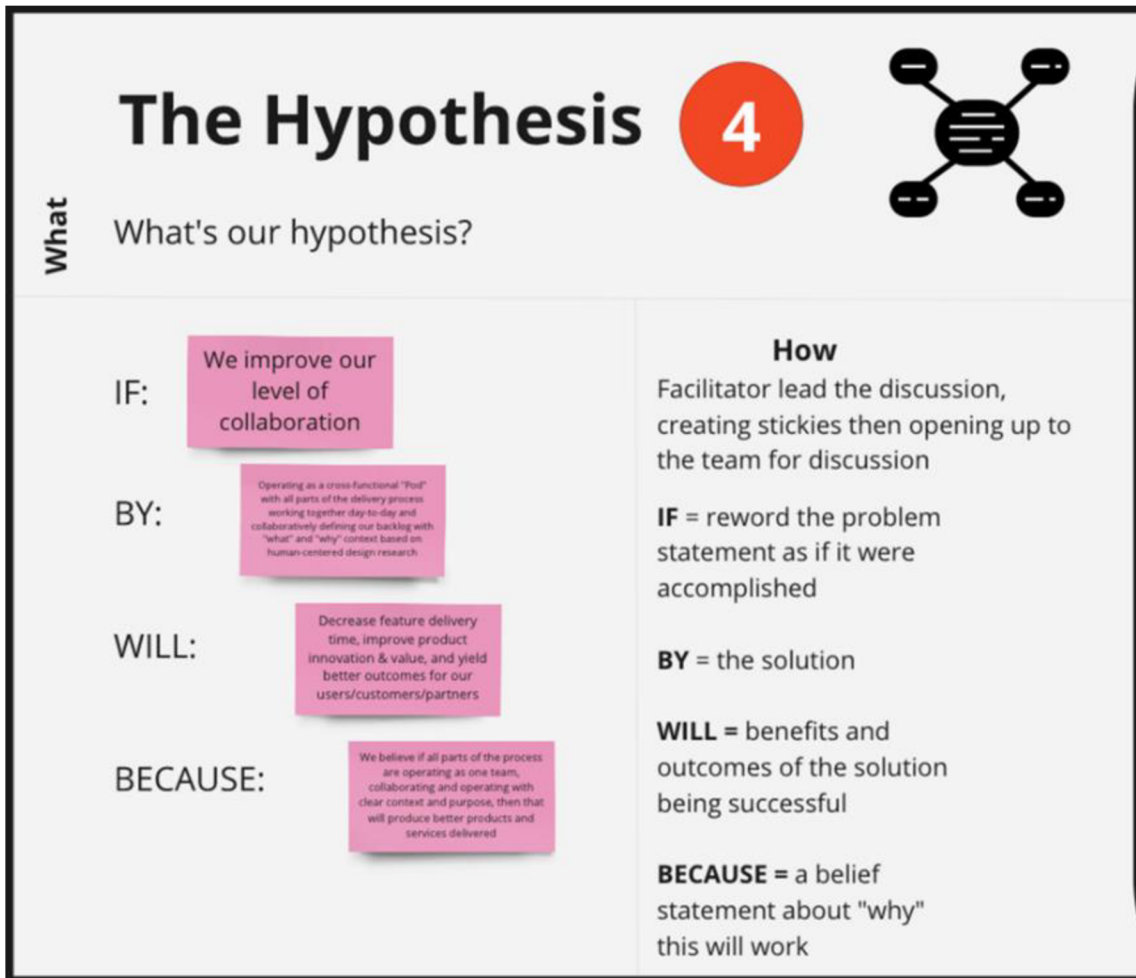 The Hypothesis
4
What
What's our hypothesis?
IF:
We improve our
level of
collaboration
BY:
Operating as a cross-functional "Pod"
with all parts of the delivery process
working together day-to-day and
collaboratively defining our backlog with
"what" and "why" context based on
human-centered design research
WILL:
Decrease feature delivery
time, improve product
innovation & value, and yield
better outcomes for our
users/customers/partners
BECAUSE:
We believe if all parts of the process
are operating as one team,
collaborating and operating with
clear context and purpose, then that
will produce better products and
services delivered
How
Facilitator lead the discussion,
creating stickies then opening up to
the team for discussion
IF = reword the problem
statement as if it were
accomplished
BY = the solution
WILL = benefits and
outcomes of the solution
being successful
BECAUSE = a belief
statement about "why"
this will work